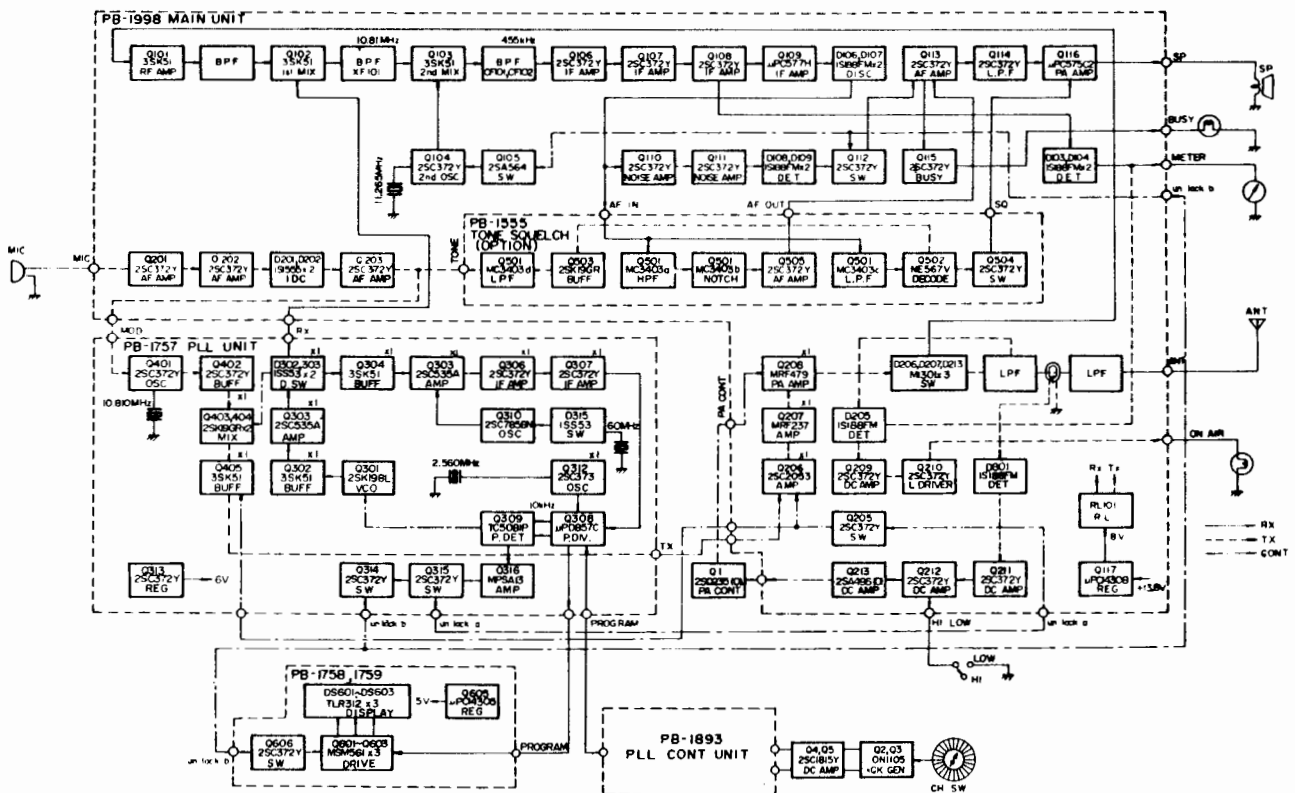 PB-1998 MAIN UNIT
Q101
3SK51
RF AMP
BPF
Q102
3SK51
1st MIX
10.81MHz
BPF
XF101
Q103
3SK51
2nd MIX
455kHz
BPF
CF101,CF102
Q106
2SC372Y
IF AMP
Q107
2SC372Y
IF AMP
Q108
2SC372Y
IF AMP
Q109
μPC577H
IF AMP
D106,D107
1S188FM×2
DISC
Q113
2SC372Y
AF AMP
Q114
2SC372Y
L.P.F
Q116
μPC575C2
PA AMP
SP
SP
BUSY
METER
un lock b
11.265MHz
Q104
2SC372Y
2nd OSC
Q105
2SA564
SW
Q110
2SC372Y
NOISE AMP
Q111
2SC372Y
NOISE AMP
D108,D109
1S188FM×2
DET
Q112
2SC372Y
SW
Q115
2SC372Y
BUSY
D103,D104
1S188FM×2
DET
AF IN
AF OUT
SQ
PB-1555
TONE SQUELCH
(OPTION)
TONE
MIC
MIC
Q201
2SC372Y
AF AMP
Q202
2SC372Y
AF AMP
D201,D202
1S1555×2
IDC
Q203
2SC372Y
AF AMP
Q501
MC3403d
L.P.F
Q503
2SK19GR
BUFF
Q501
MC3403a
HPF
Q501
MC3403b
NOTCH
Q505
2SC372Y
AF AMP
Q501
MC3403c
L.P.F
Q502
NE567V
DECODE
Q504
2SC372Y
SW
MOD
Rx
PB-1757 PLL UNIT
Q401
2SC372Y
OSC
Q402
2SC372Y
BUFF
D302,303
1SS53×2
D.SW
x1
Q304
3SK51
BUFF
Q303
2SC535A
AMP
x1
Q306
2SC372Y
IF AMP
x1
Q307
2SC372Y
IF AMP
x1
10.810MHz
Q403,404
2SK19GR×2
MIX
x1
Q303
2SC535A
AMP
Q310
2SC785BN
OSC
D315
1SS53
SW
60MHz
Q405
3SK51
BUFF
x1
Q302
3SK51
BUFF
x1
Q301
2SK19BL
VCO
2.560MHz
Q312
2SC373
OSC
x1
10kHz
Q309
TC5081P
P. DET
Q308
μPD857C
P.DIV.
TX
Q313
2SC372Y
REG
6V
Q314
2SC372Y
SW
Q315
2SC372Y
SW
Q316
MPSA13
AMP
un lock b
un lock a
PROGRAM
PA CONT
Q208
MRF479
PA AMP
x1
D206,D207,D213
MI301×3
SW
LPF
LPF
ANT
ANT
Q207
MRF237
AMP
x1
D205
1S188FM
DET
Q206
2SC2053
AMP
x1
Q209
2SC372Y
DC AMP
Q210
2SC372Y
L DRIVER
D801
1S188FM
DET
ON AIR
Rx Tx
RL101
R L
8V
Q205
2SC372Y
SW
RX
TX
CONT
Q1
2SD235(O)
PA CONT
Q213
2SA496(O)
DC AMP
Q212
2SC372Y
DC AMP
Q211
2SC372Y
DC AMP
Q117
μPC14308
REG
+13.8V
HI LOW
un lock a
LOW
HI
PB-1758, 1759
DS601~DS603
TLR312 x 3
DISPLAY
5V
Q605
μPC14305
REG
Q606
2SC372Y
SW
Q601~Q603
MSM561×3
DRIVE
un lock b
PROGRAM
PB-1893
PLL CONT UNIT
Q4,Q5
2SC1815Y
DC AMP
Q2,Q3
ON1105
CK GEN
CH SW